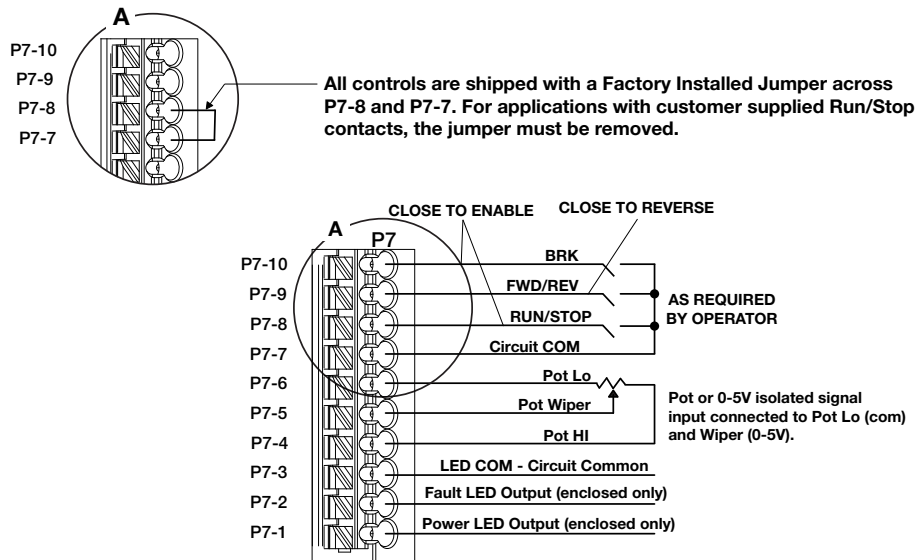 A
P7-10
P7-9
P7-8
P7-7
All controls are shipped with a Factory Installed Jumper across
P7-8 and P7-7. For applications with customer supplied Run/Stop
contacts, the jumper must be removed.
CLOSE TO ENABLE
CLOSE TO REVERSE
A
P7
P7-10
BRK
P7-9
FWD/REV
P7-8
RUN/STOP
AS REQUIRED
BY OPERATOR
P7-7
Circuit COM
P7-6
Pot Lo
P7-5
Pot Wiper
P7-4
Pot HI
Pot or 0-5V isolated signal
input connected to Pot Lo (com)
and Wiper (0-5V).
P7-3
LED COM - Circuit Common
P7-2
Fault LED Output (enclosed only)
P7-1
Power LED Output (enclosed only)